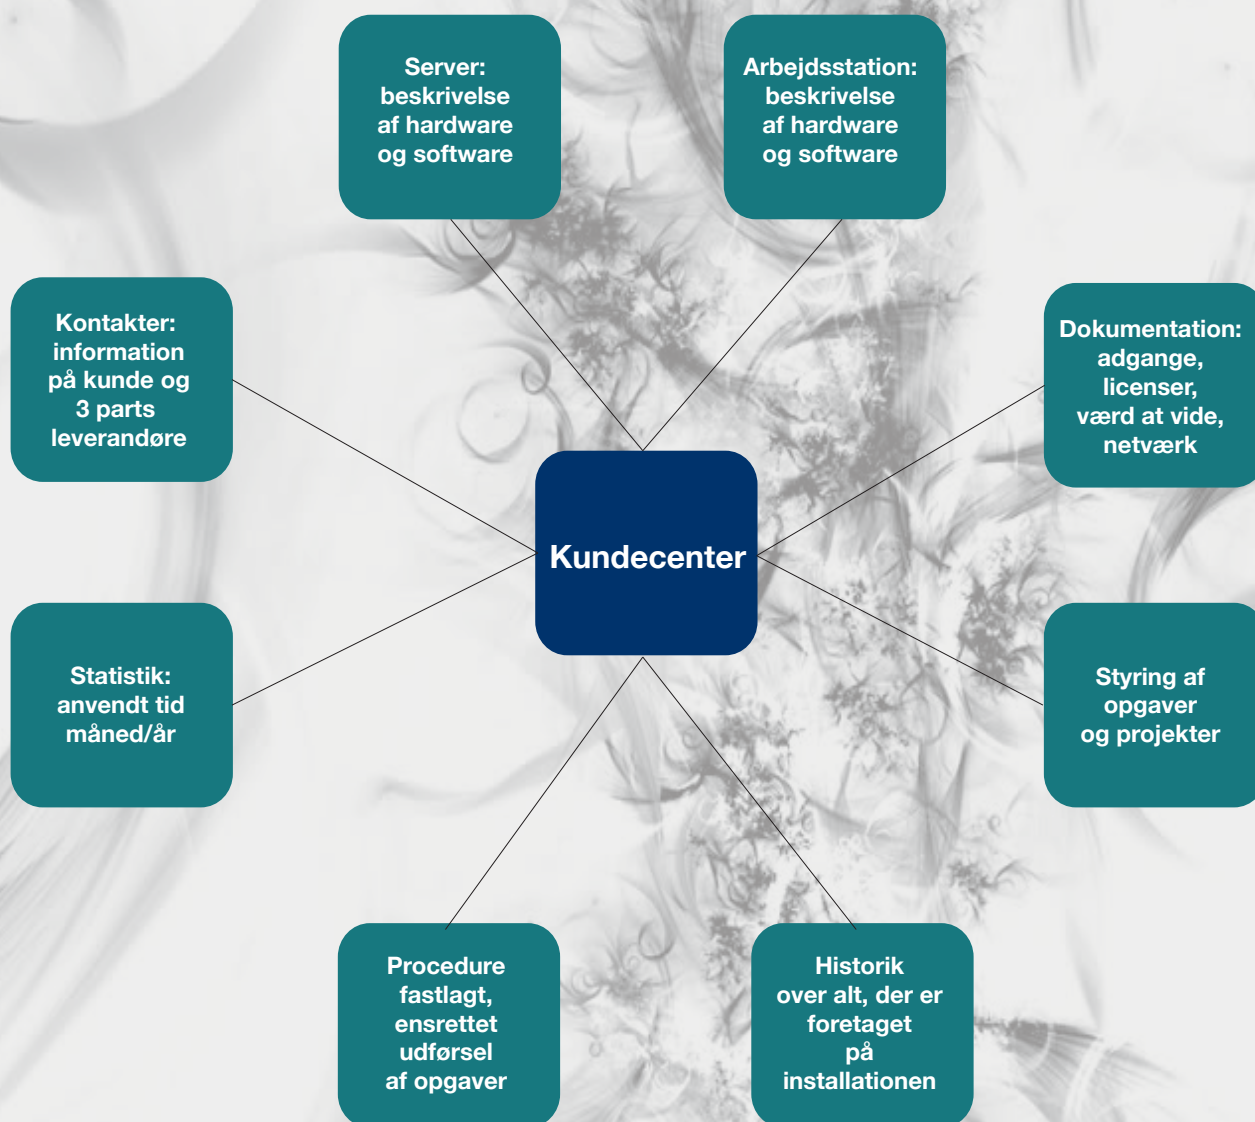 Server:
beskrivelse
af hardware
og software
Arbejdsstation:
beskrivelse
af hardware
og software
Kontakter:
information
på kunde og
3 parts
leverandøre
Dokumentation:
adgange,
licenser,
værd at vide,
netværk
Kundecenter
Statistik:
anvendt tid
måned/år
Styring af
opgaver
og projekter
Procedure
fastlagt,
ensrettet
udførsel
af opgaver
Historik
over alt, der er
foretaget
på
installationen